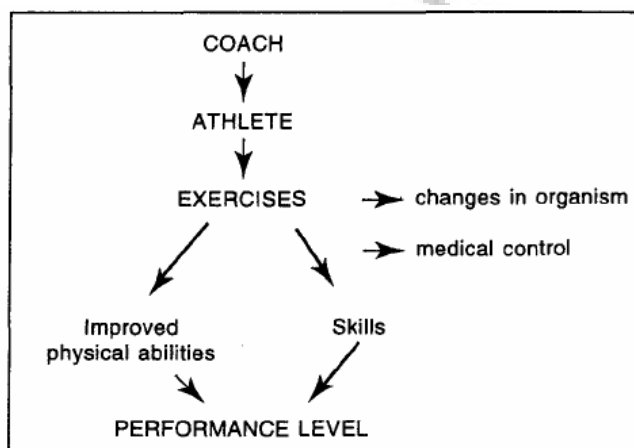 COACH
ATHLETE
EXERCISES
changes in organism
medical control
Improved
physical abilities
Skills
PERFORMANCE LEVEL